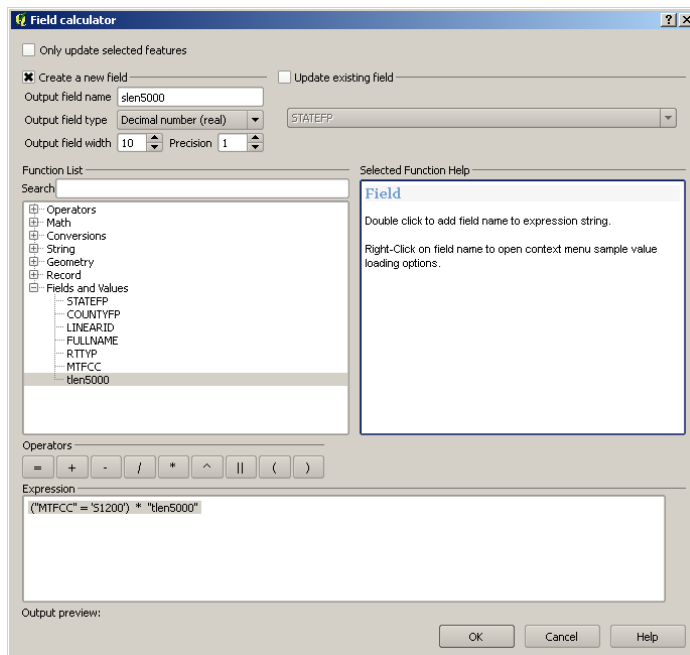 Field calculator
Only update selected features
Create a new field
Update existing field
Output field name slen5000
Output field type Decimal number (real)
STATEFP
Output field width 10 Precision 1
Function List
Selected Function Help
Search
Field
Double click to add field name to expression string.
Right-Click on field name to open context menu sample value
loading options.
Operators
Math
Conversions
String
Geometry
Record
Fields and Values
STATEFP
COUNTYFP
LINEARID
FULLNAME
RTTYP
MTFCC
tlen5000
Operators
= + - / * ^ || ( )
Expression
("MTFCC" = 'S1200') * "tlen5000"
Output preview:
OK Cancel Help